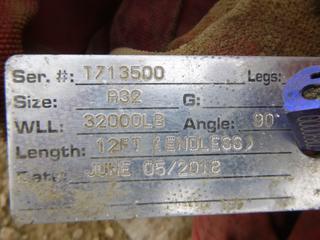 Ser. #: T713500 Legs:
Size: A32 G:
WLL: 32000LB Angle: 90
Length: 12FT (ENDLESS)
Date: JUNE 05/2018